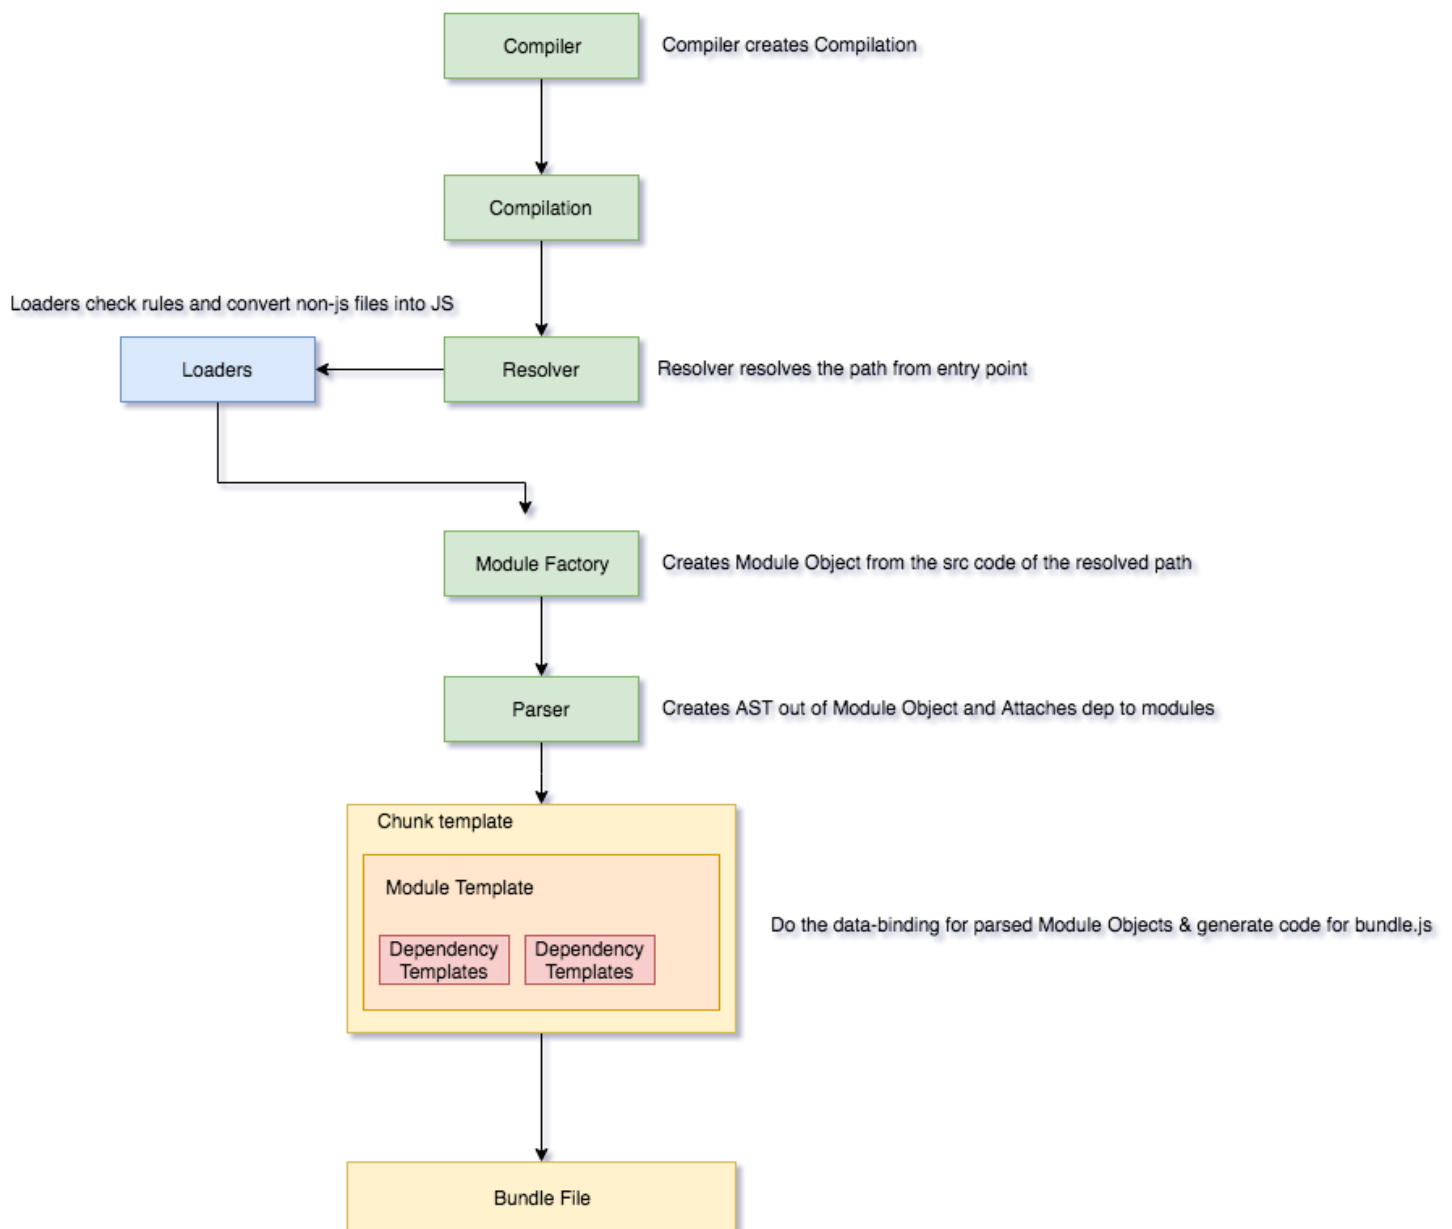 Compiler
Compiler creates Compilation
Compilation
Loaders check rules and convert non-js files into JS
Loaders
Resolver
Resolver resolves the path from entry point
Module Factory
Creates Module Object from the src code of the resolved path
Parser
Creates AST out of Module Object and Attaches dep to modules
Chunk template
Module Template
Dependency
Templates
Dependency
Templates
Do the data-binding for parsed Module Objects & generate code for bundle.js
Bundle File